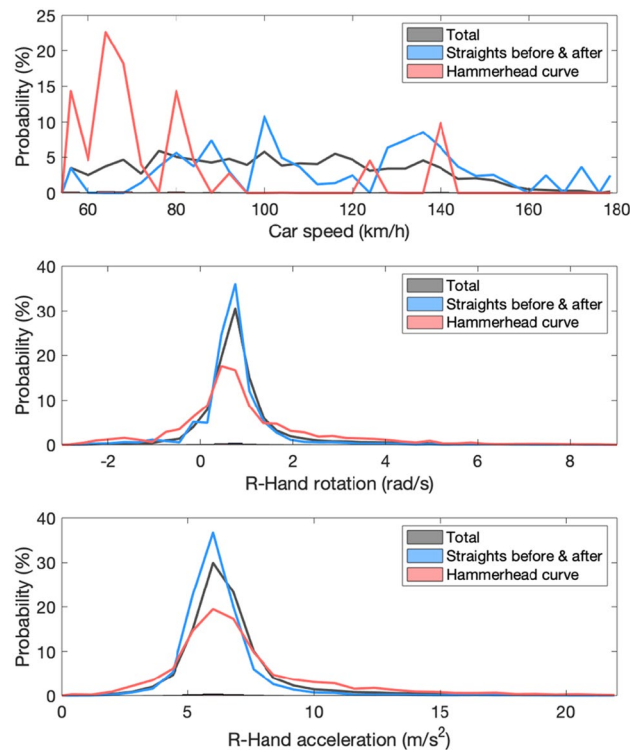 25
20
15
10
5
0
Probability (%)
Total
Straights before & after
Hammerhead curve
60 80 100 120 140 160 180
Car speed (km/h)
40
30
20
10
0
Probability (%)
Total
Straights before & after
Hammerhead curve
-2 0 2 4 6 8
R-Hand rotation (rad/s)
40
30
20
10
0
Probability (%)
Total
Straights before & after
Hammerhead curve
0 5 10 15 20
R-Hand acceleration (m/s²)